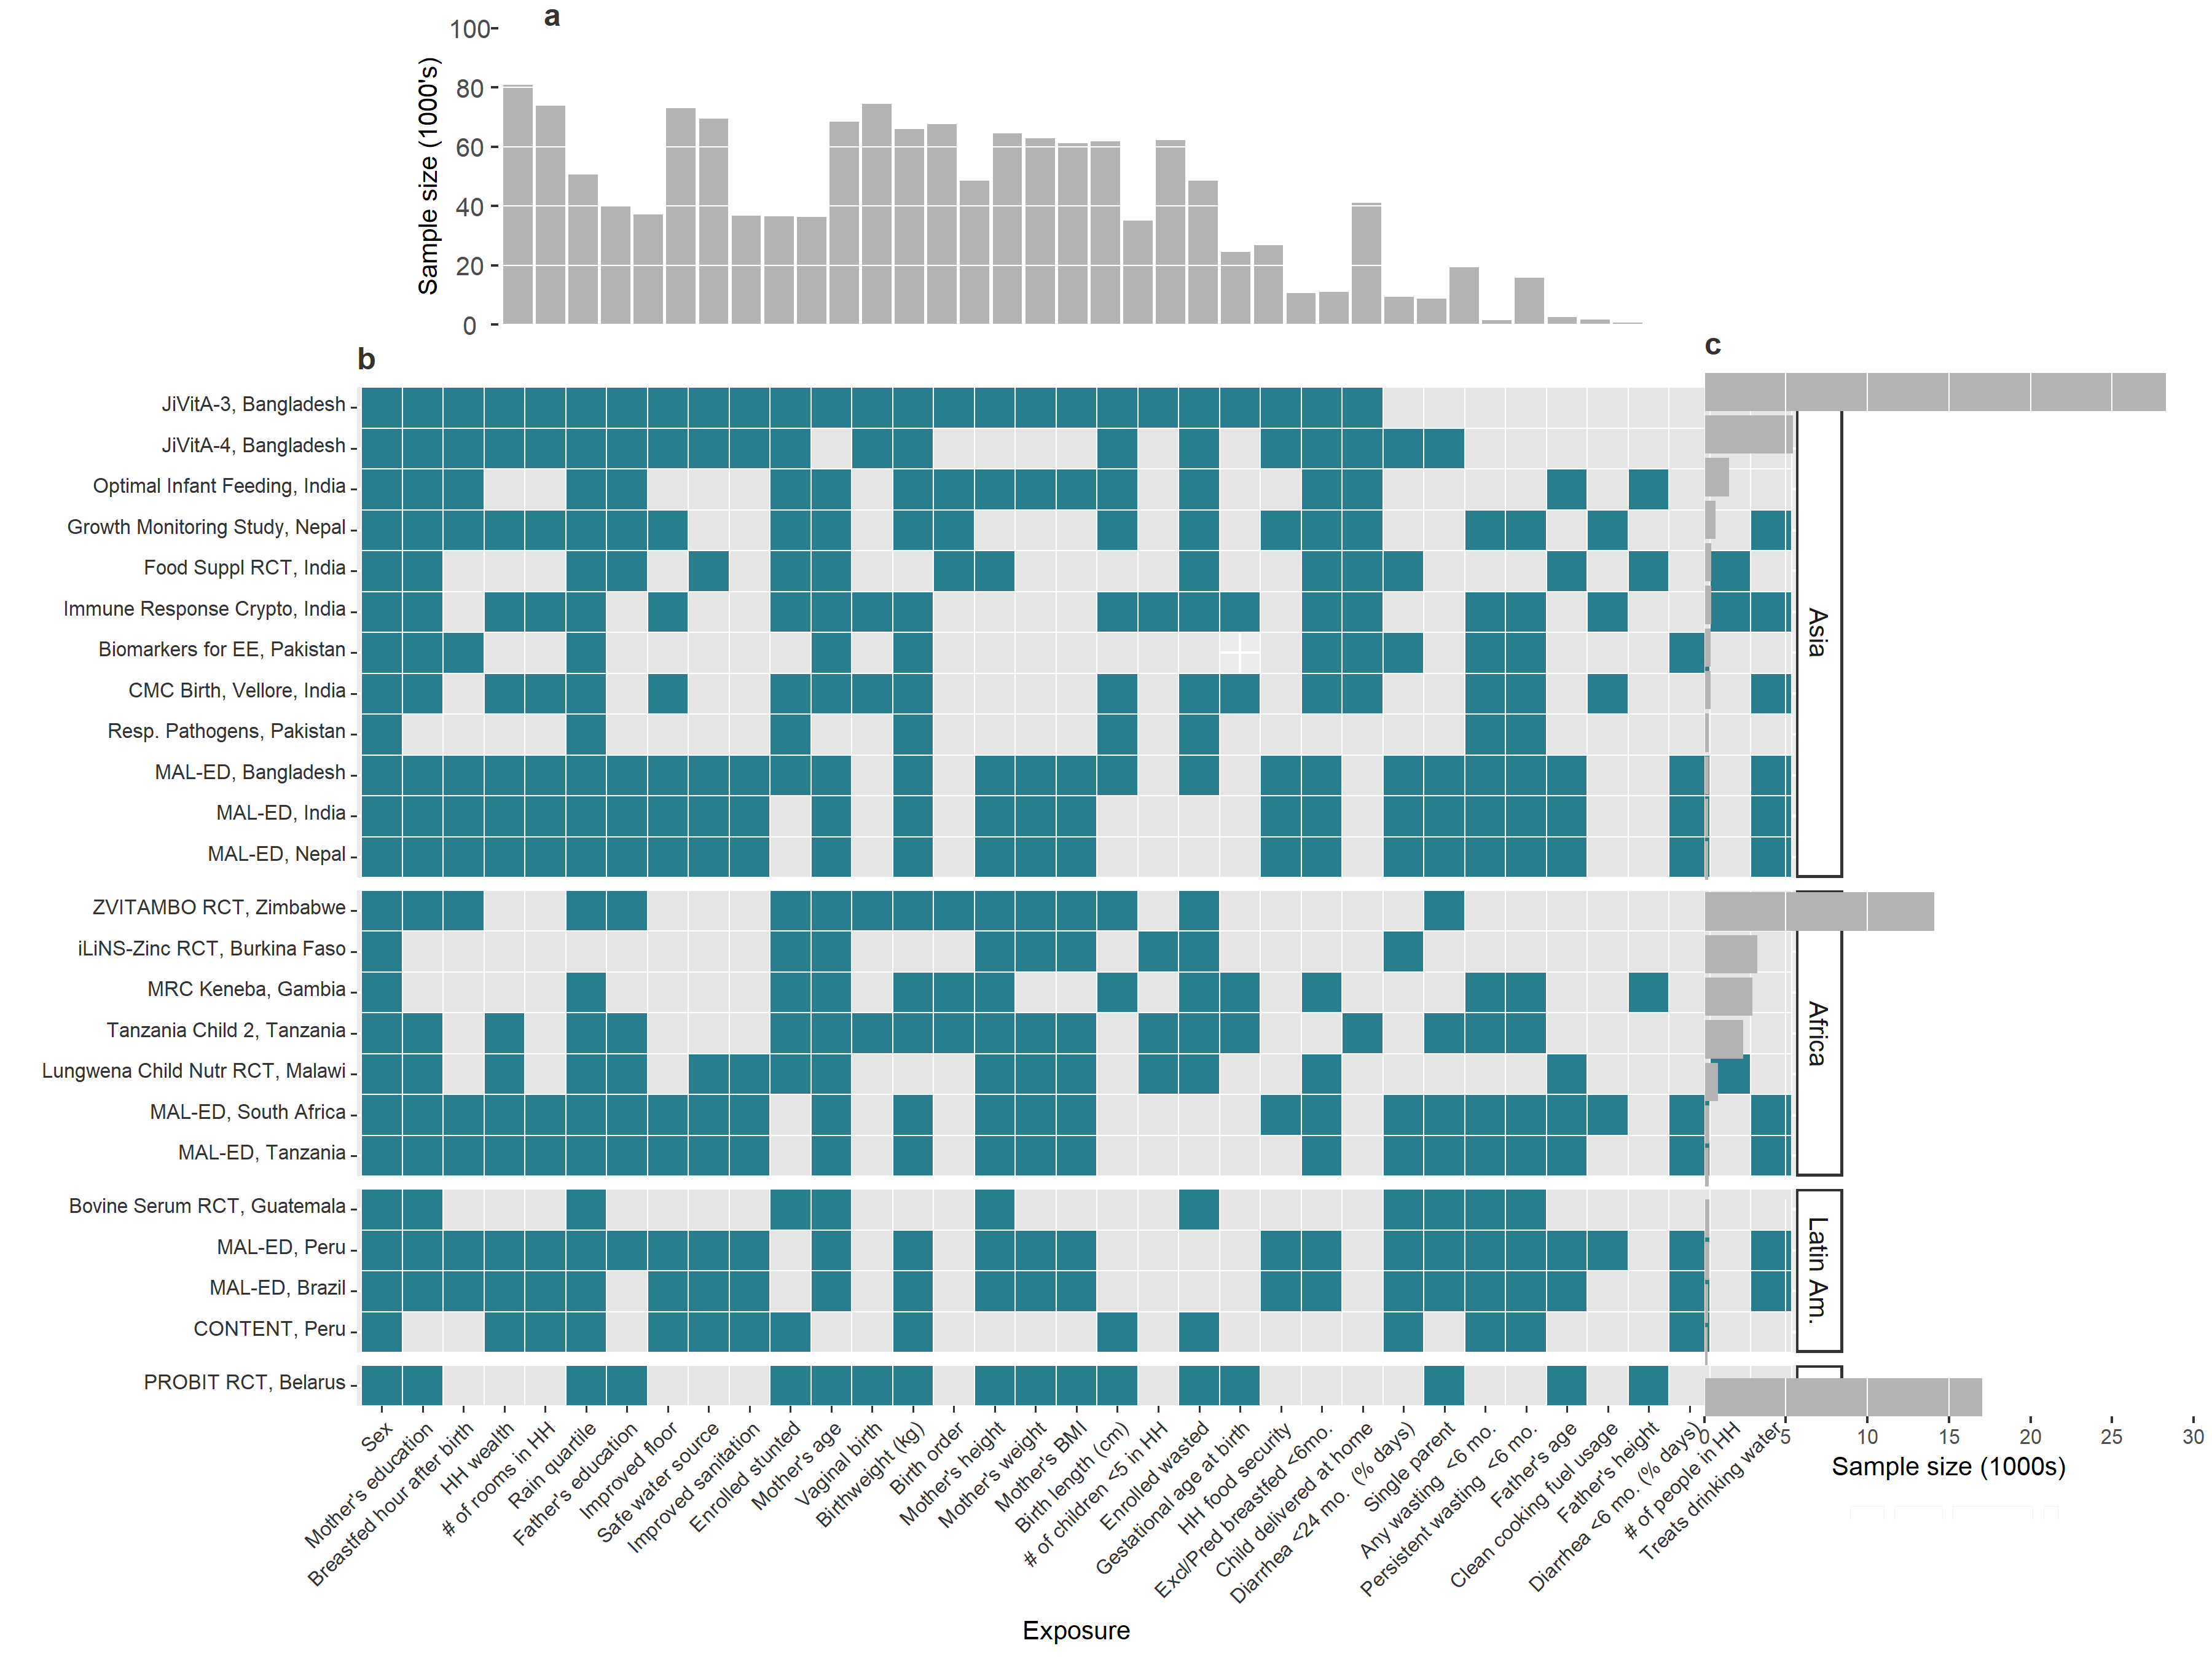 a
100
80
60
40
20
0
Sample size (1000's)
b
c
JiVitA-3, Bangladesh
JiVitA-4, Bangladesh
Optimal Infant Feeding, India
Growth Monitoring Study, Nepal
Food Suppl RCT, India
Immune Response Crypto, India
Biomarkers for EE, Pakistan
CMC Birth, Vellore, India
Resp. Pathogens, Pakistan
MAL-ED, Bangladesh
MAL-ED, India
MAL-ED, Nepal
Asia
ZVITAMBO RCT, Zimbabwe
iLiNS-Zinc RCT, Burkina Faso
MRC Keneba, Gambia
Tanzania Child 2, Tanzania
Lungwena Child Nutr RCT, Malawi
MAL-ED, South Africa
MAL-ED, Tanzania
Africa
Bovine Serum RCT, Guatemala
MAL-ED, Peru
MAL-ED, Brazil
CONTENT, Peru
Latin Am.
PROBIT RCT, Belarus
Sex
Mother's education
Breastfed hour after birth
HH wealth
# of rooms in HH
Rain quartile
Father's education
Improved floor
Safe water source
Improved sanitation
Enrolled stunted
Mother's age
Vaginal birth
Birthweight (kg)
Birth order
Mother's height
Mother's weight
Mother's BMI
Birth length (cm)
# of children <5 in HH
Enrolled wasted
Gestational age at birth
HH food security
Excl/Pred breastfed <6mo.
Child delivered at home
Diarrhea <24 mo. (% days)
Single parent
Any wasting <6 mo.
Persistent wasting <6 mo.
Father's age
Clean cooking fuel usage
Father's height
Diarrhea <6 mo. (% days)
# of people in HH
Treats drinking water
0
5
10
15
20
25
30
Sample size (1000s)
Exposure